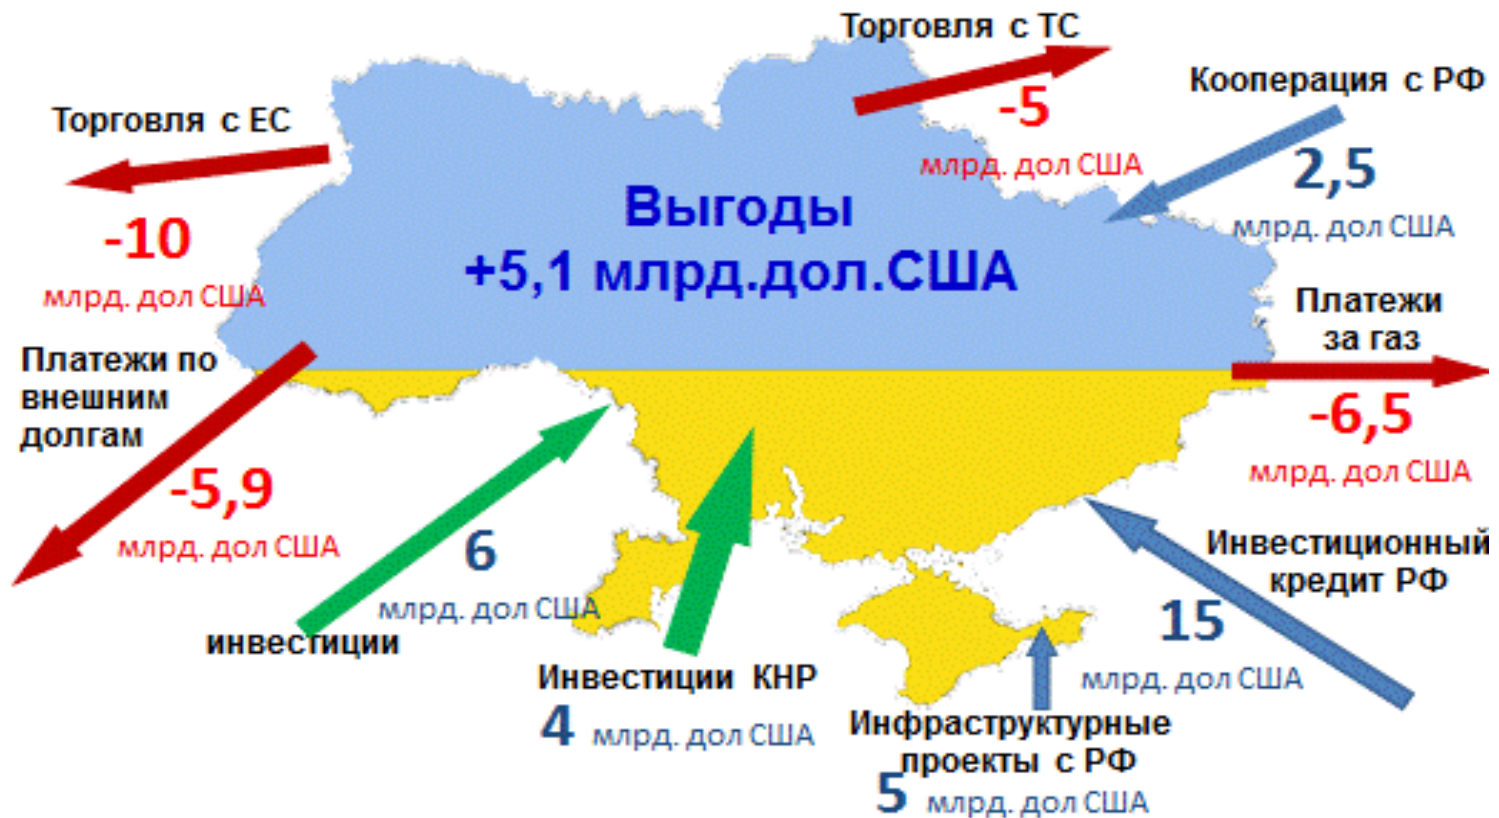 Торговля с ТС
-5
млрд. дол США
Кооперация с РФ
2,5
млрд. дол США
Торговля с ЕС
-10
млрд. дол США
Выгоды
+5,1 млрд.дол.США
Платежи
за газ
-6,5
млрд. дол США
Платежи по
внешним
долгам
-5,9
млрд. дол США
6
млрд. дол США
инвестиции
Инвестиции КНР
4 млрд. дол США
Инфраструктурные
проекты с РФ
5 млрд. дол США
Инвестиционный
кредит РФ
15
млрд. дол США